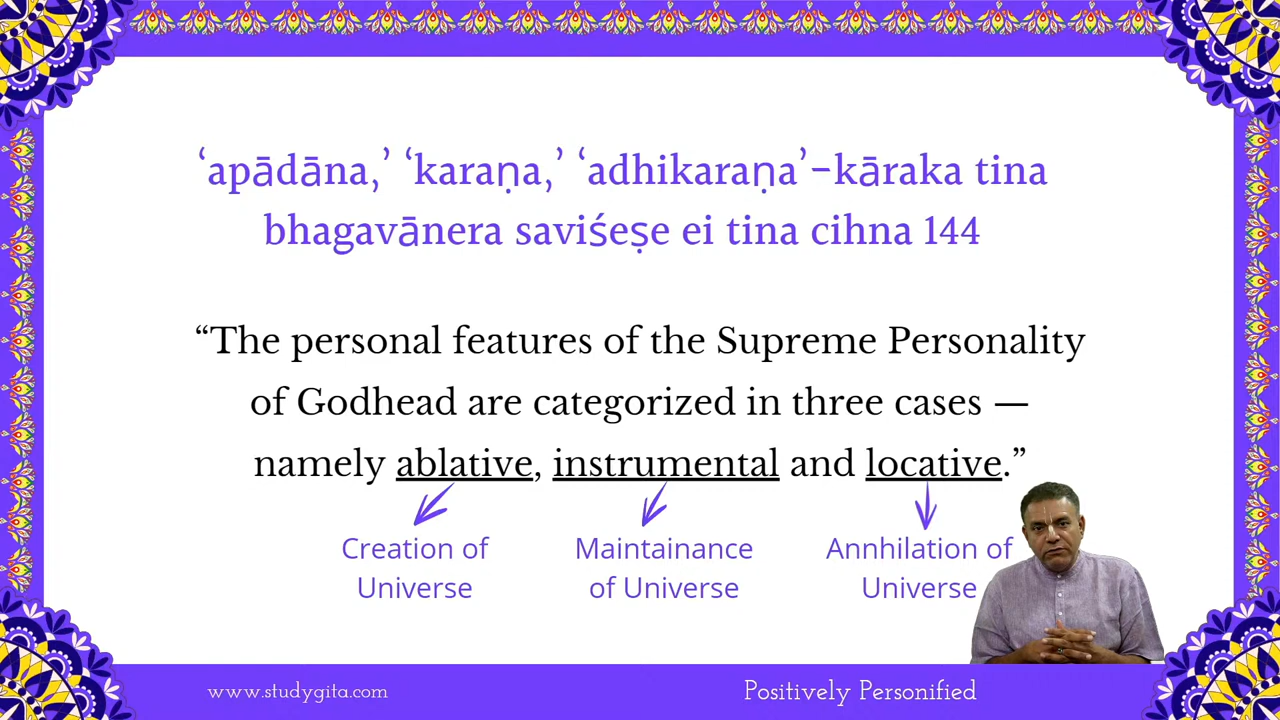 ‘apādāna,’ ‘karaṇa,’ ‘adhikaraṇa’-kāraka tina
bhagavānera saviśeṣe ei tina cihna 144
“The personal features of the Supreme Personality
of Godhead are categorized in three cases —
namely ablative, instrumental and locative.”
Creation of
Universe
Maintainance
of Universe
Annhilation of
Universe
www.studygita.com
Positively Personified